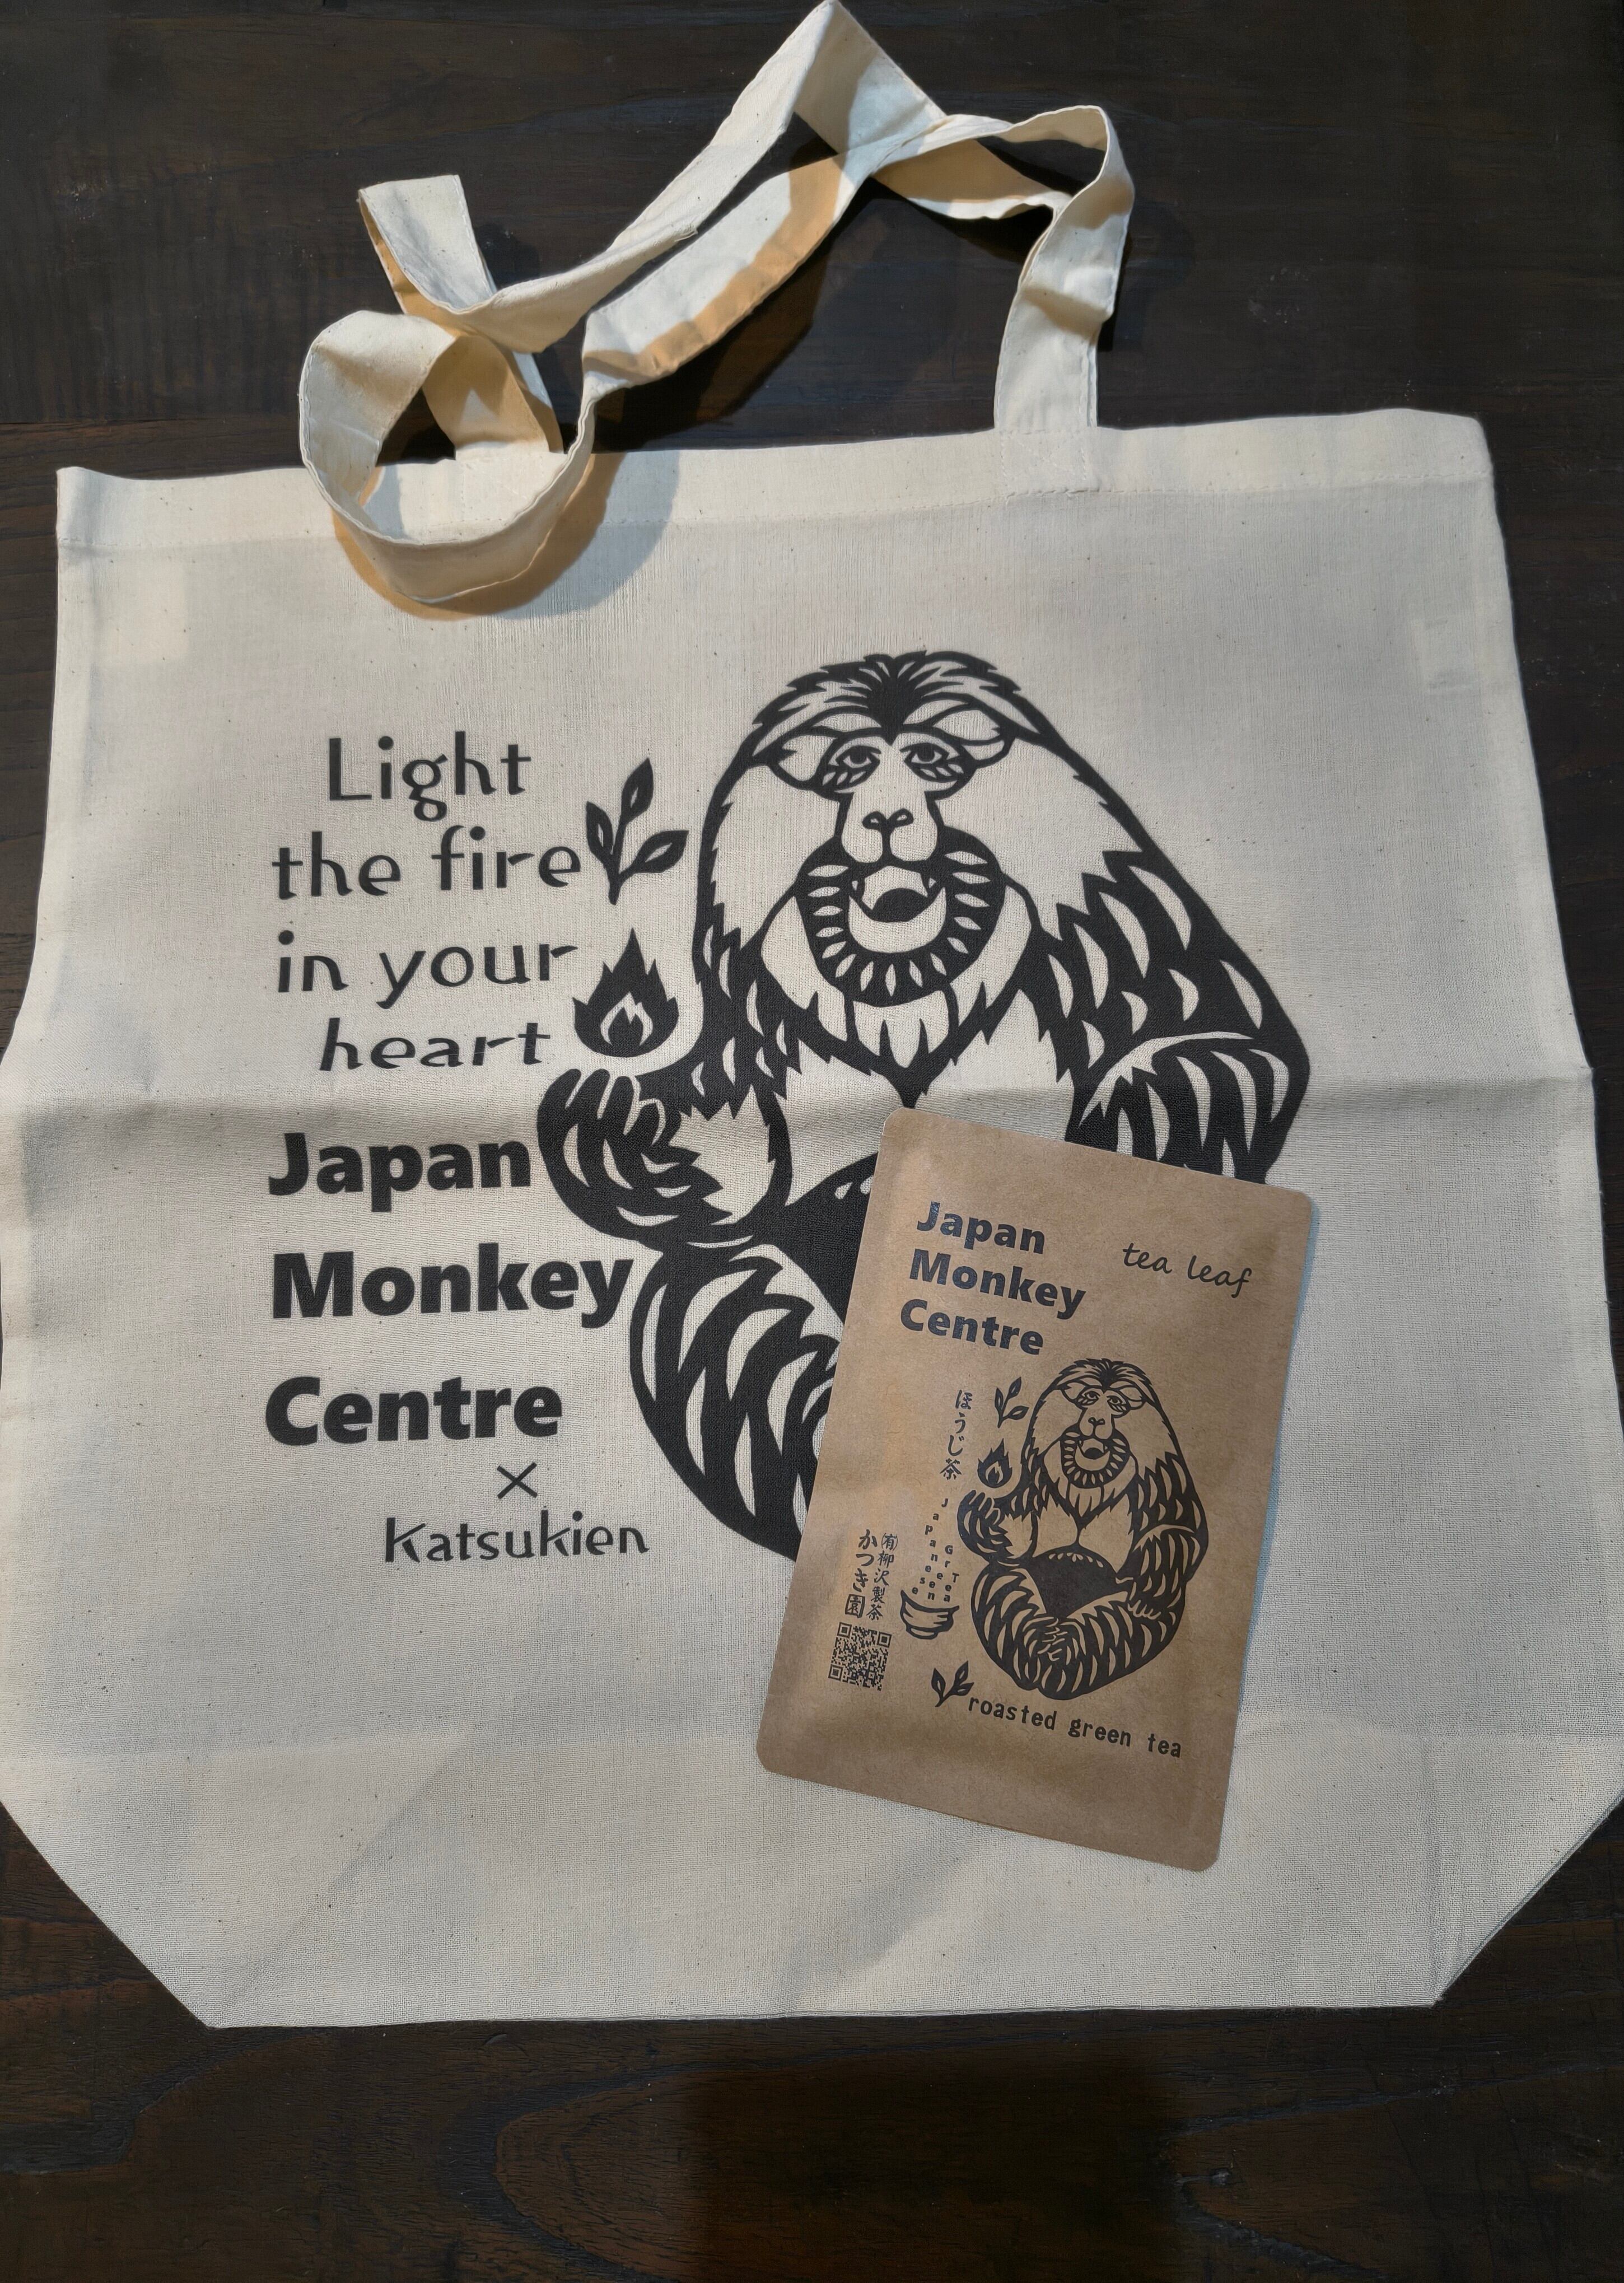 Light
the fire
in your
heart
Japan
Monkey
Centre
×
Katsukien
Japan
Monkey
Centre
tea leaf
ほうじ茶
Japanese
Green
Tea
(有)柳沢製茶
かつき園
roasted green tea